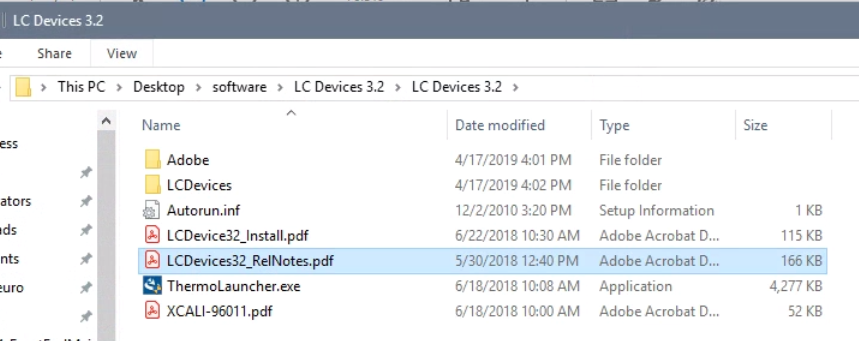 LC Devices 3.2
Share View
This PC > Desktop > software > LC Devices 3.2 > LC Devices 3.2 >
Name Date modified Type Size
Adobe 4/17/2019 4:01 PM File folder
LCDevices 4/17/2019 4:02 PM File folder
Autorun.inf 12/2/2010 3:20 PM Setup Information 1 KB
LCDevice32_Install.pdf 6/22/2018 10:30 AM Adobe Acrobat D... 115 KB
LCDevices32_RelNotes.pdf 5/30/2018 12:40 PM Adobe Acrobat D... 166 KB
ThermoLauncher.exe 6/18/2018 10:08 AM Application 4,277 KB
XCALI-96011.pdf 6/18/2018 10:00 AM Adobe Acrobat D... 52 KB
ess
ators
nds
nts
euro